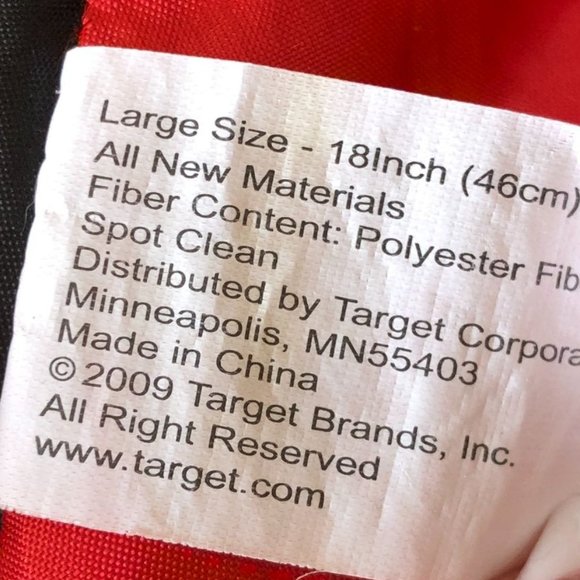 Large Size - 18Inch (46cm)
All New Materials
Fiber Content: Polyester Fib
Spot Clean
Distributed by Target Corpora
Minneapolis, MN55403
Made in China
©2009 Target Brands, Inc.
All Right Reserved
www.target.com